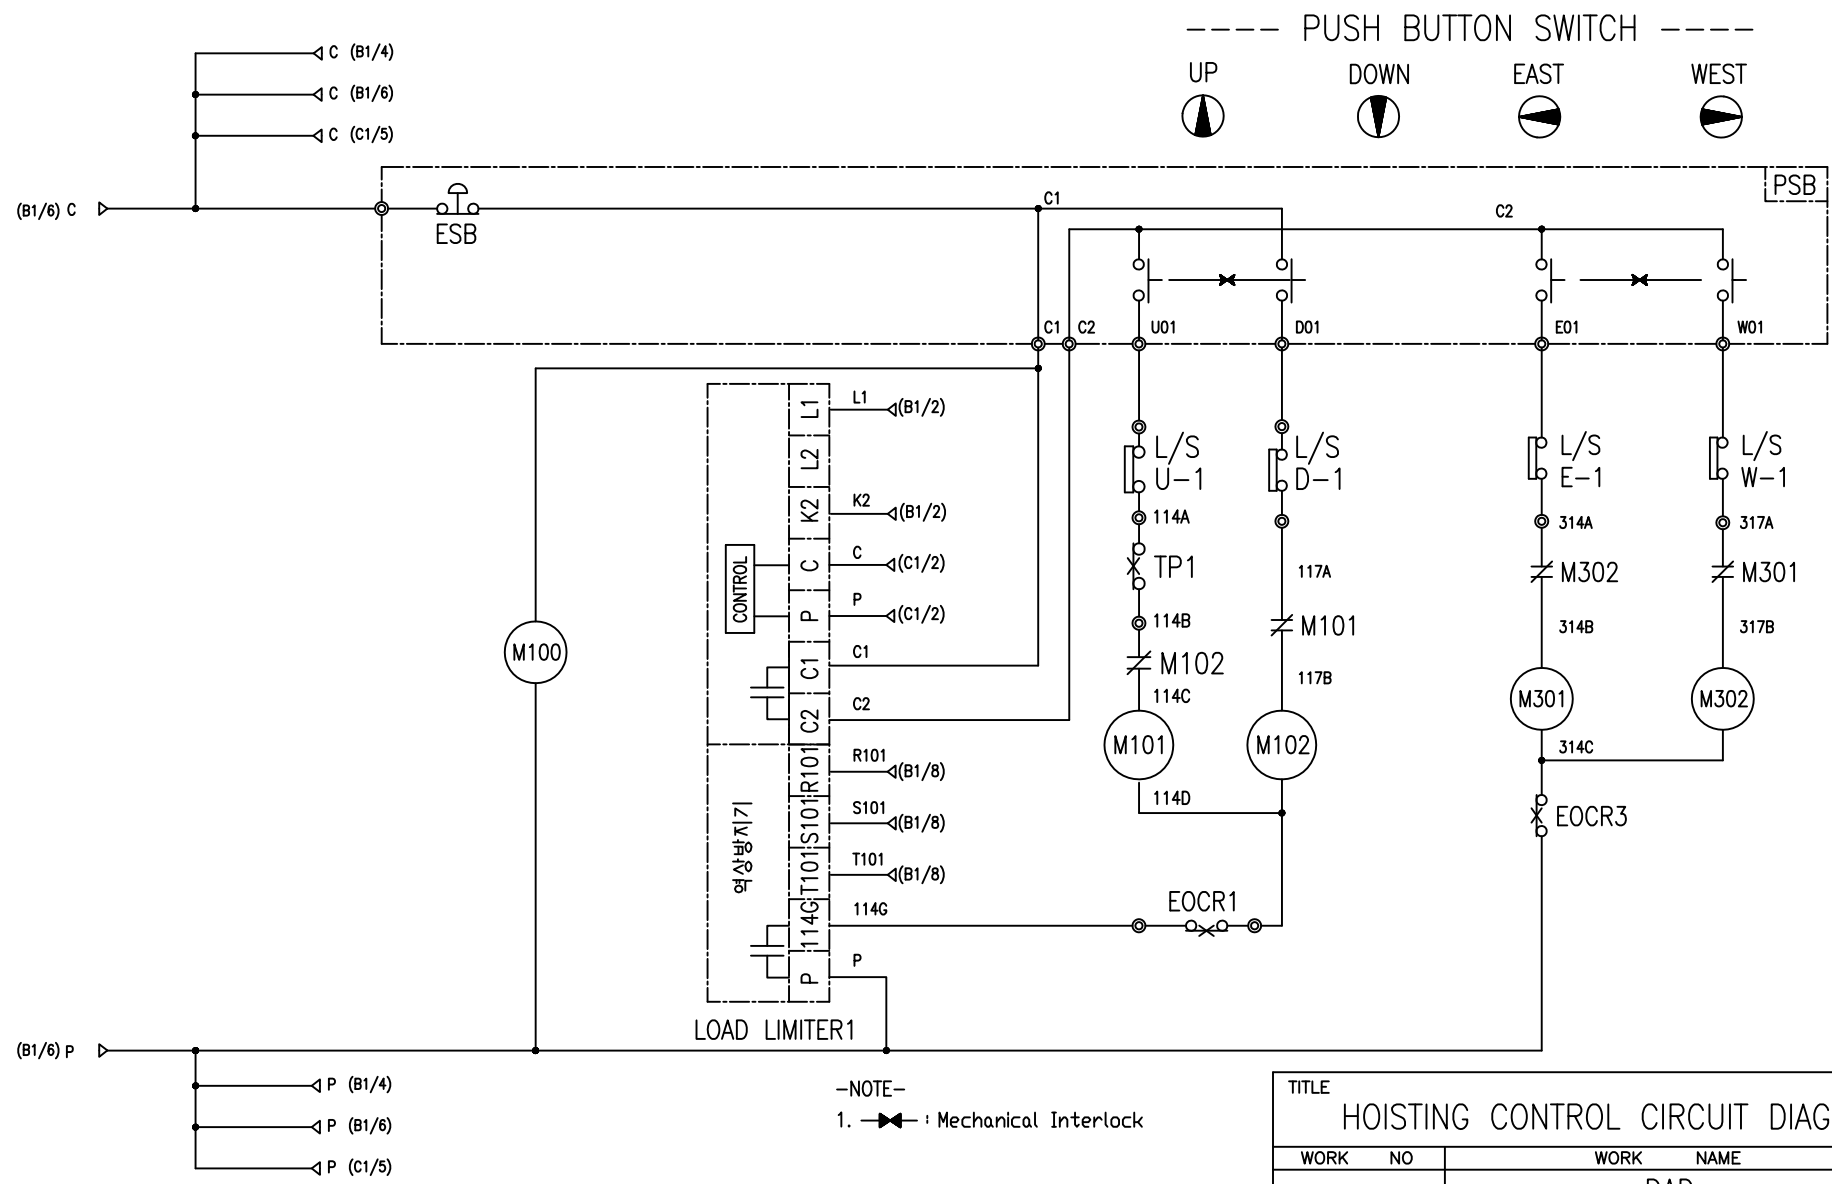 PUSH BUTTON SWITCH
UP DOWN EAST WEST
C (B1/4)
C (B1/6)
C (C1/5)
(B1/6) C
ESB
C1
C2
PSB
C1 C2 U01 D01 E01 W01
L1 L1 (B1/2)
L2
K2 K2 (B1/2)
C C (C1/2)
P P (C1/2)
CONTROL
C1 C1
C2 C2
R101 R101 (B1/8)
S101 S101 (B1/8)
T101 T101 (B1/8)
114G 114G
P P
역상방지기
LOAD LIMITER1
M100
L/S
U-1
114A
TP1
114B
M102
114C
M101
114D
L/S
D-1
117A
M101
117B
M102
EOCR1
L/S
E-1
314A
M302
314B
M301
314C
EOCR3
L/S
W-1
317A
M301
317B
M302
(B1/6) P
P (B1/4)
P (B1/6)
P (C1/5)
-NOTE-
1. : Mechanical Interlock
TITLE
HOISTING CONTROL CIRCUIT DIAG
WORK NO WORK NAME